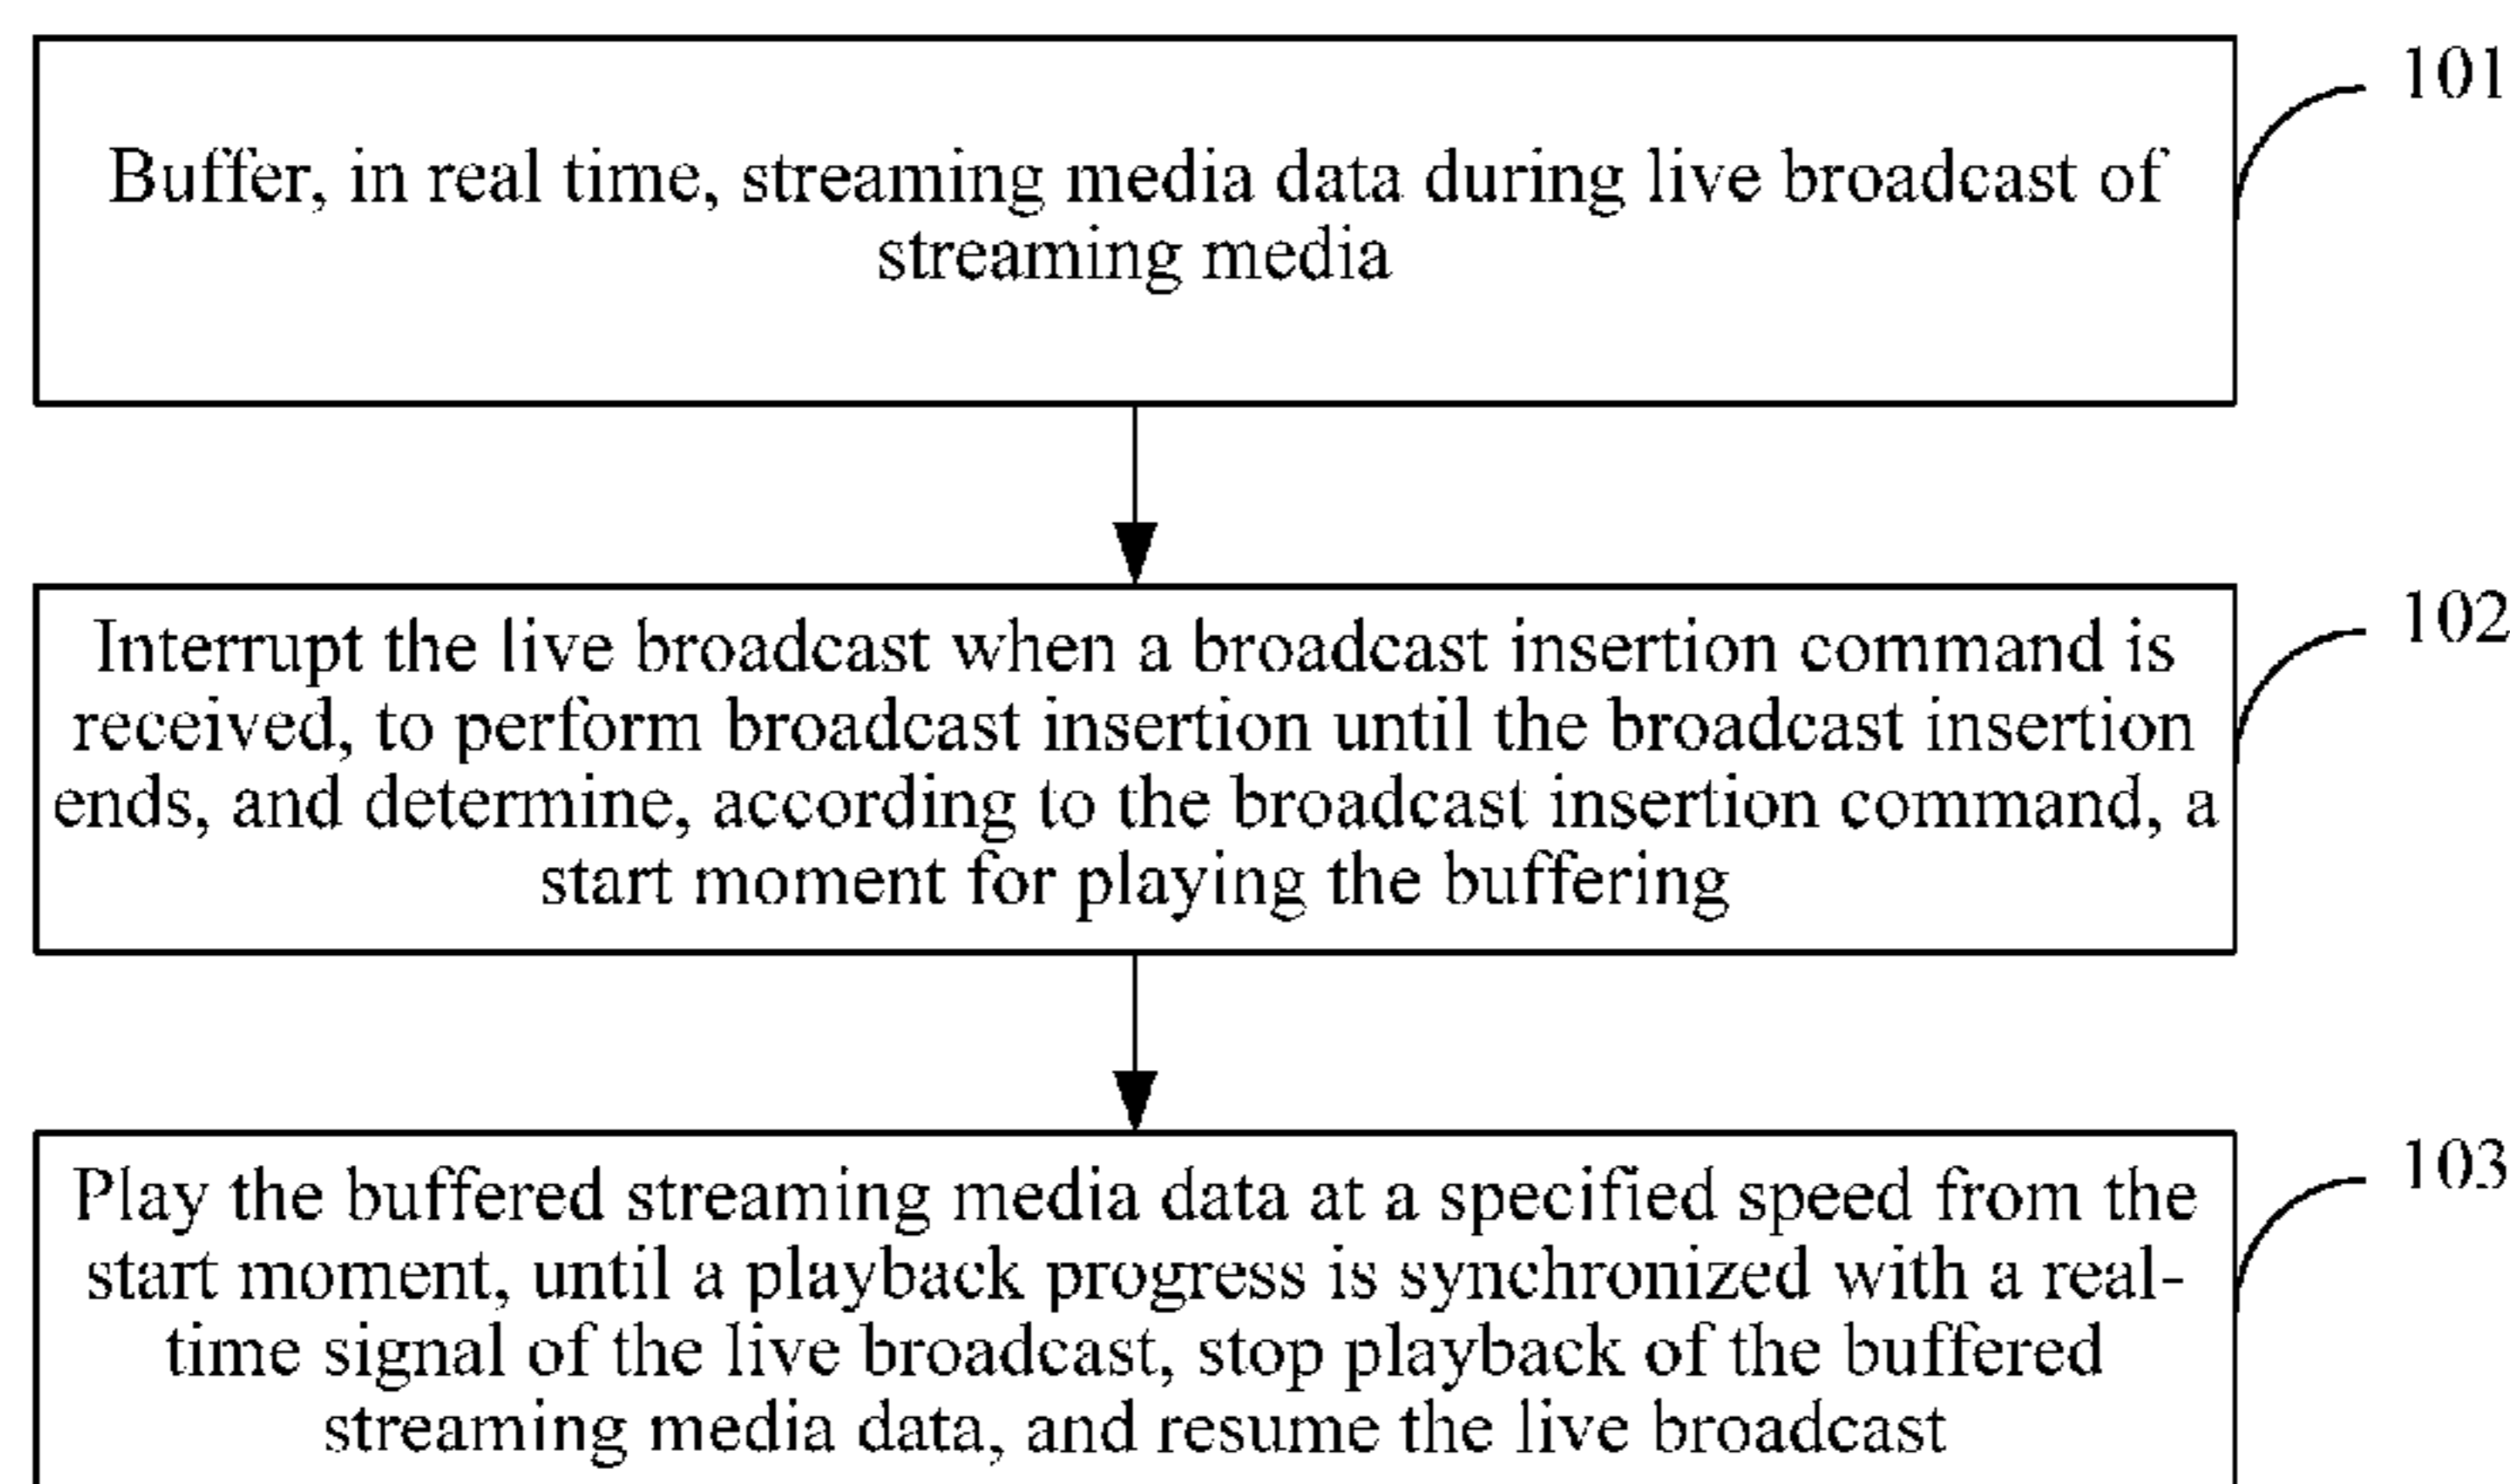 101
Buffer, in real time, streaming media data during live broadcast of
streaming media
102
Interrupt the live broadcast when a broadcast insertion command is
received, to perform broadcast insertion until the broadcast insertion
ends, and determine, according to the broadcast insertion command, a
start moment for playing the buffering
103
Play the buffered streaming media data at a specified speed from the
start moment, until a playback progress is synchronized with a real-
time signal of the live broadcast, stop playback of the buffered
streaming media data, and resume the live broadcast